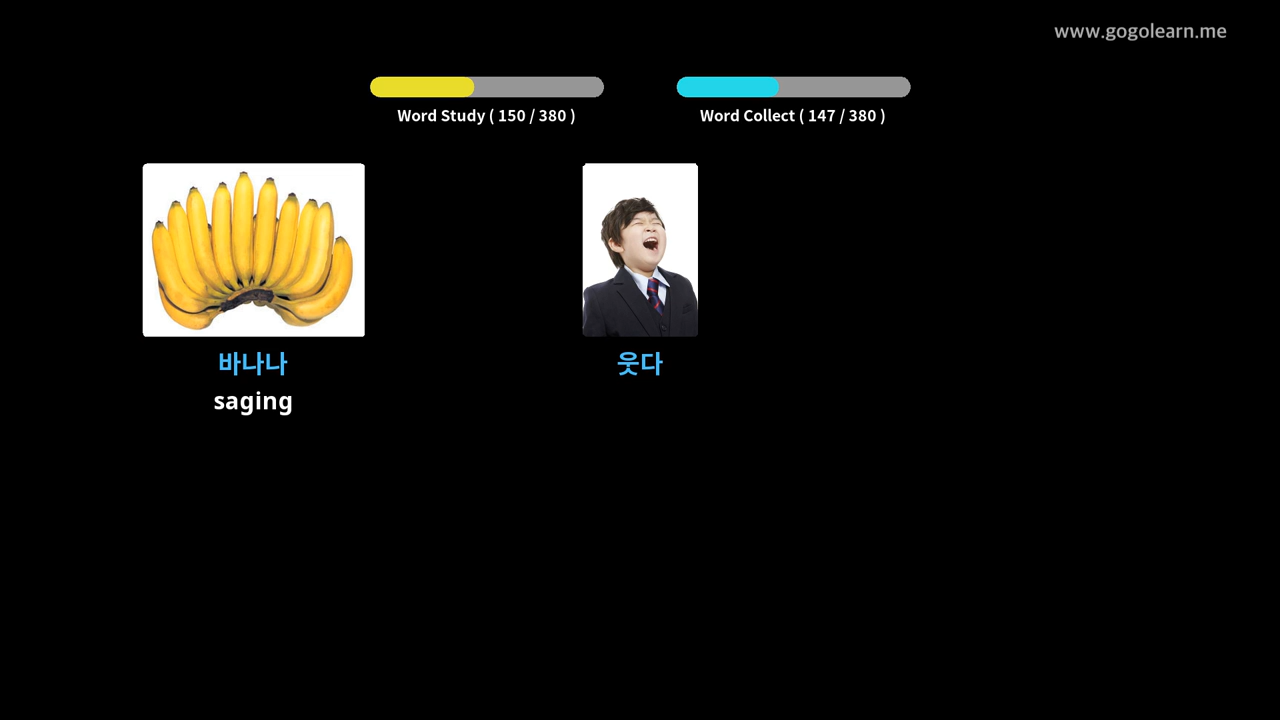 www.gogolearn.me
Word Study ( 150 / 380 )
Word Collect ( 147 / 380 )
바나나
saging
웃다